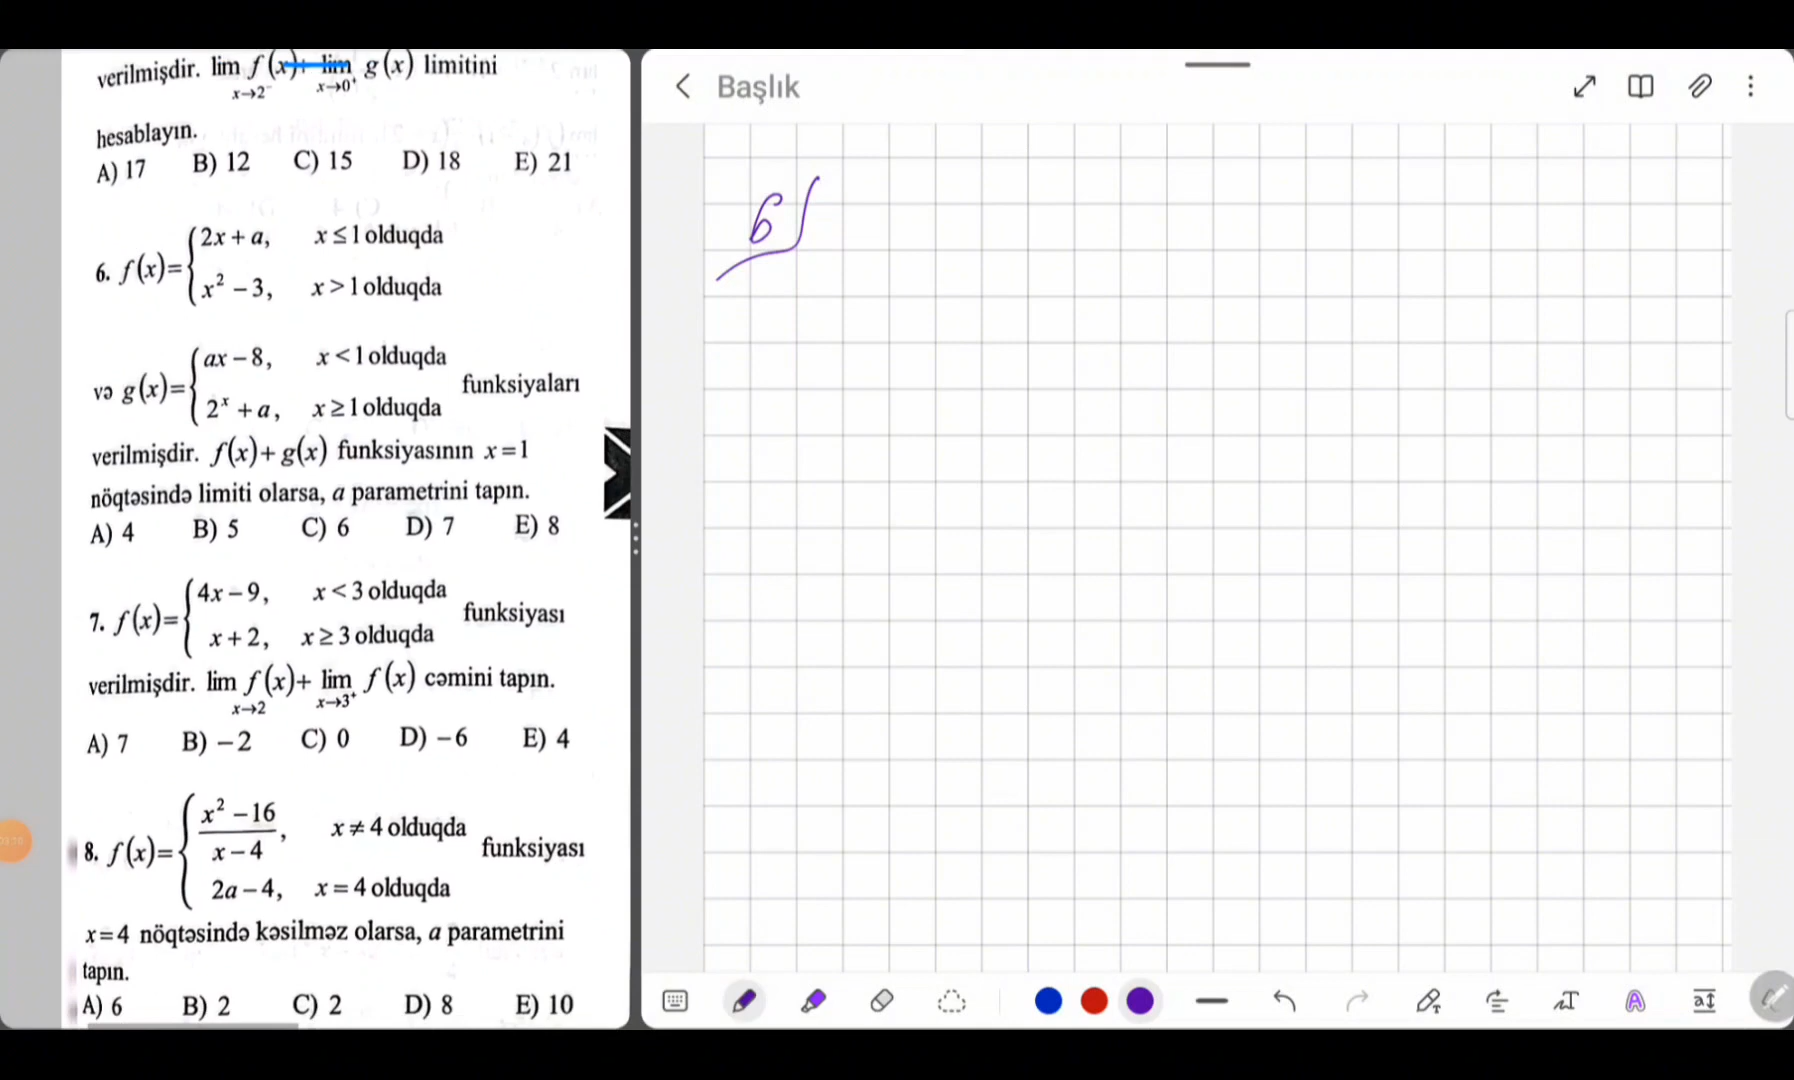 verilmişdir. lim f(x)+ lim g(x) limitini
x→2⁻ x→0⁺
hesablayın.
A) 17 B) 12 C) 15 D) 18 E) 21
6. f(x)= { 2x + a, x ≤ 1 olduqda
x² − 3, x > 1 olduqda
və g(x)= { ax − 8, x < 1 olduqda
2ˣ + a, x ≥ 1 olduqda funksiyaları
verilmişdir. f(x)+ g(x) funksiyasının x = 1
nöqtəsində limiti olarsa, a parametrini tapın.
A) 4 B) 5 C) 6 D) 7 E) 8
7. f(x)= { 4x − 9, x < 3 olduqda
x + 2, x ≥ 3 olduqda funksiyası
verilmişdir. lim f(x)+ lim f(x) cəmini tapın.
x→2 x→3⁺
A) 7 B) −2 C) 0 D) −6 E) 4
8. f(x)= { (x² − 16)/(x − 4), x ≠ 4 olduqda
2a − 4, x = 4 olduqda funksiyası
x = 4 nöqtəsində kəsilməz olarsa, a parametrini
tapın.
A) 6 B) 2 C) 2 D) 8 E) 10
Başlık
6